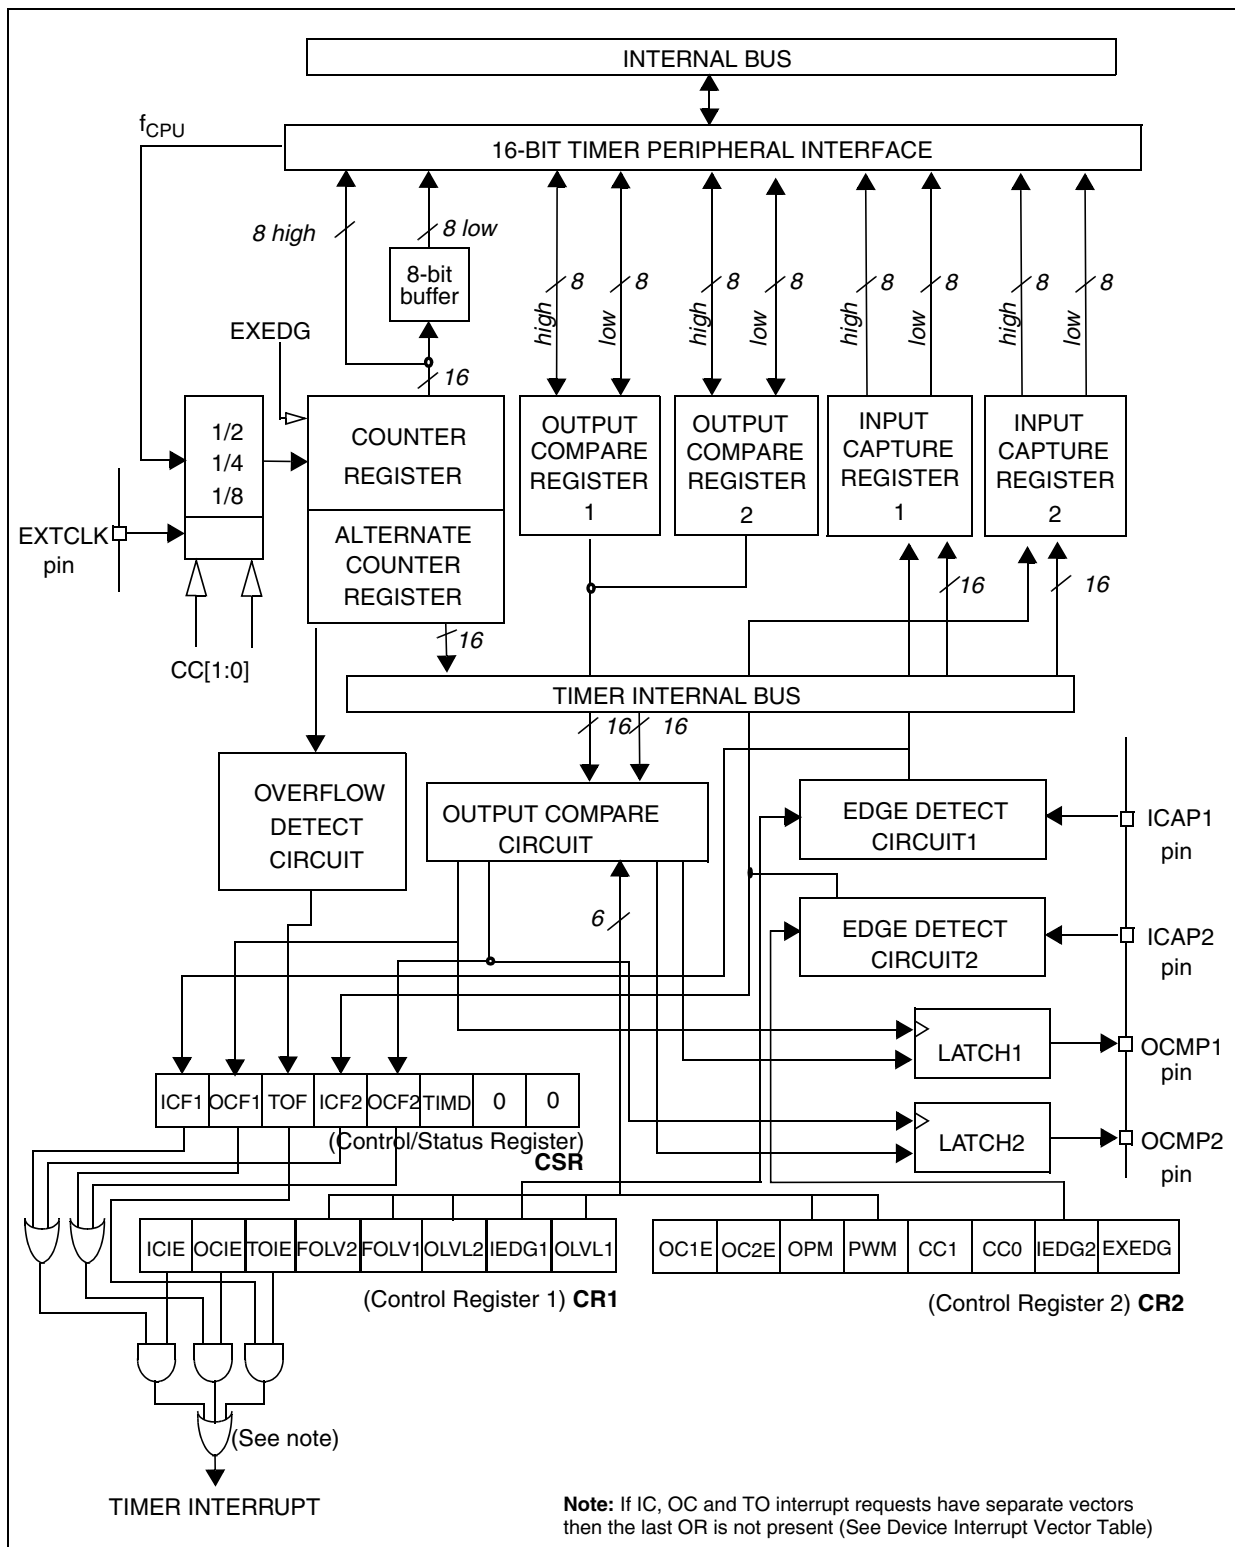 INTERNAL BUS
fCPU
16-BIT TIMER PERIPHERAL INTERFACE
8 high
8 low
8-bit
buffer
8
8
8
8
8
8
8
8
high
low
high
low
high
low
high
low
EXEDG
16
1/2
1/4
1/8
COUNTER
REGISTER
ALTERNATE
COUNTER
REGISTER
OUTPUT
COMPARE
REGISTER
1
OUTPUT
COMPARE
REGISTER
2
INPUT
CAPTURE
REGISTER
1
INPUT
CAPTURE
REGISTER
2
EXTCLK
pin
CC[1:0]
16
16
16
TIMER INTERNAL BUS
16
16
OVERFLOW
DETECT
CIRCUIT
OUTPUT COMPARE
CIRCUIT
6
EDGE DETECT
CIRCUIT1
ICAP1
pin
EDGE DETECT
CIRCUIT2
ICAP2
pin
LATCH1
OCMP1
pin
LATCH2
OCMP2
pin
ICF1 OCF1 TOF ICF2 OCF2 TIMD 0 0
(Control/Status Register)
CSR
ICIE OCIE TOIE FOLV2 FOLV1 OLVL2 IEDG1 OLVL1
(Control Register 1) CR1
OC1E OC2E OPM PWM CC1 CC0 IEDG2 EXEDG
(Control Register 2) CR2
(See note)
TIMER INTERRUPT
Note: If IC, OC and TO interrupt requests have separate vectors
then the last OR is not present (See Device Interrupt Vector Table)